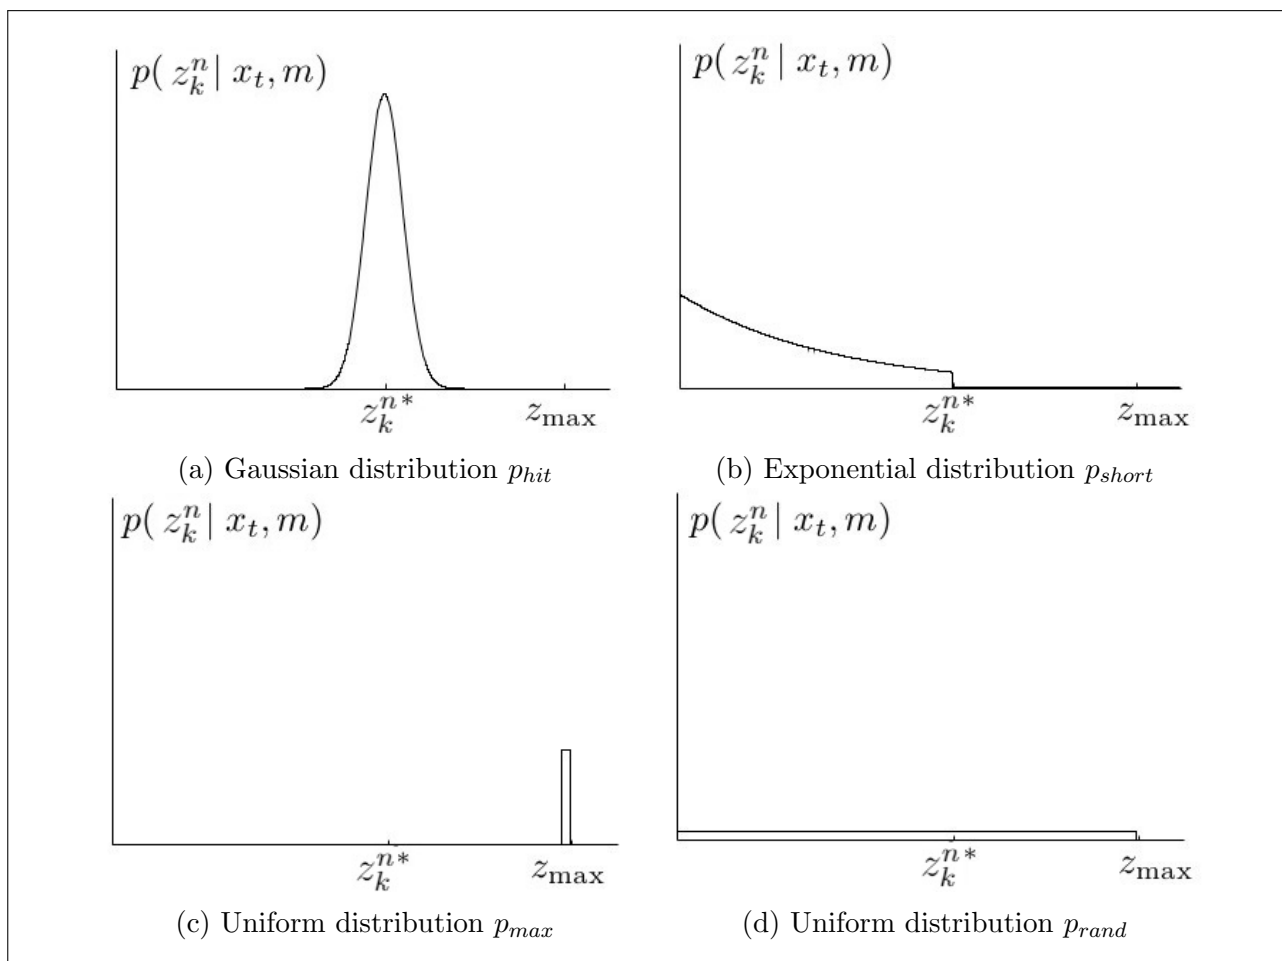 p( z_k^n | x_t, m)
p( z_k^n | x_t, m)
z_k^{n*} z_max
z_k^{n*} z_max
(a) Gaussian distribution p_hit
(b) Exponential distribution p_short
p( z_k^n | x_t, m)
p( z_k^n | x_t, m)
z_k^{n*} z_max
z_k^{n*} z_max
(c) Uniform distribution p_max
(d) Uniform distribution p_rand